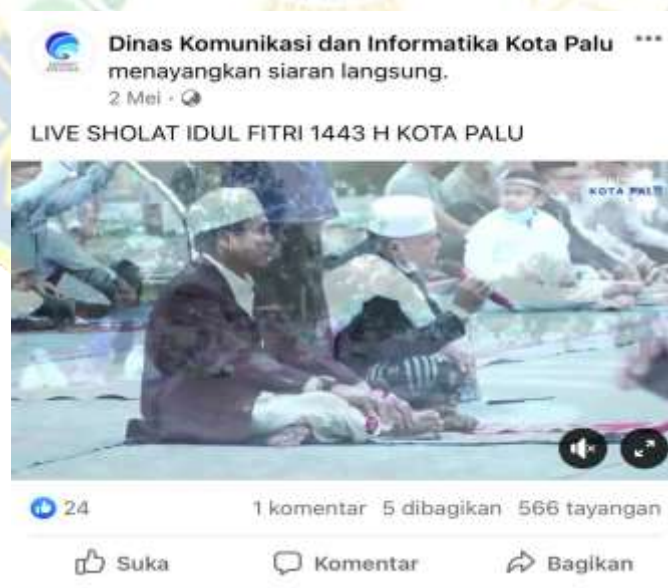 Dinas Komunikasi dan Informatika Kota Palu
menayangkan siaran langsung.
2 Mei ·
LIVE SHOLAT IDUL FITRI 1443 H KOTA PALU
KOTA PALU
24 1 komentar 5 dibagikan 566 tayangan
Suka Komentar Bagikan